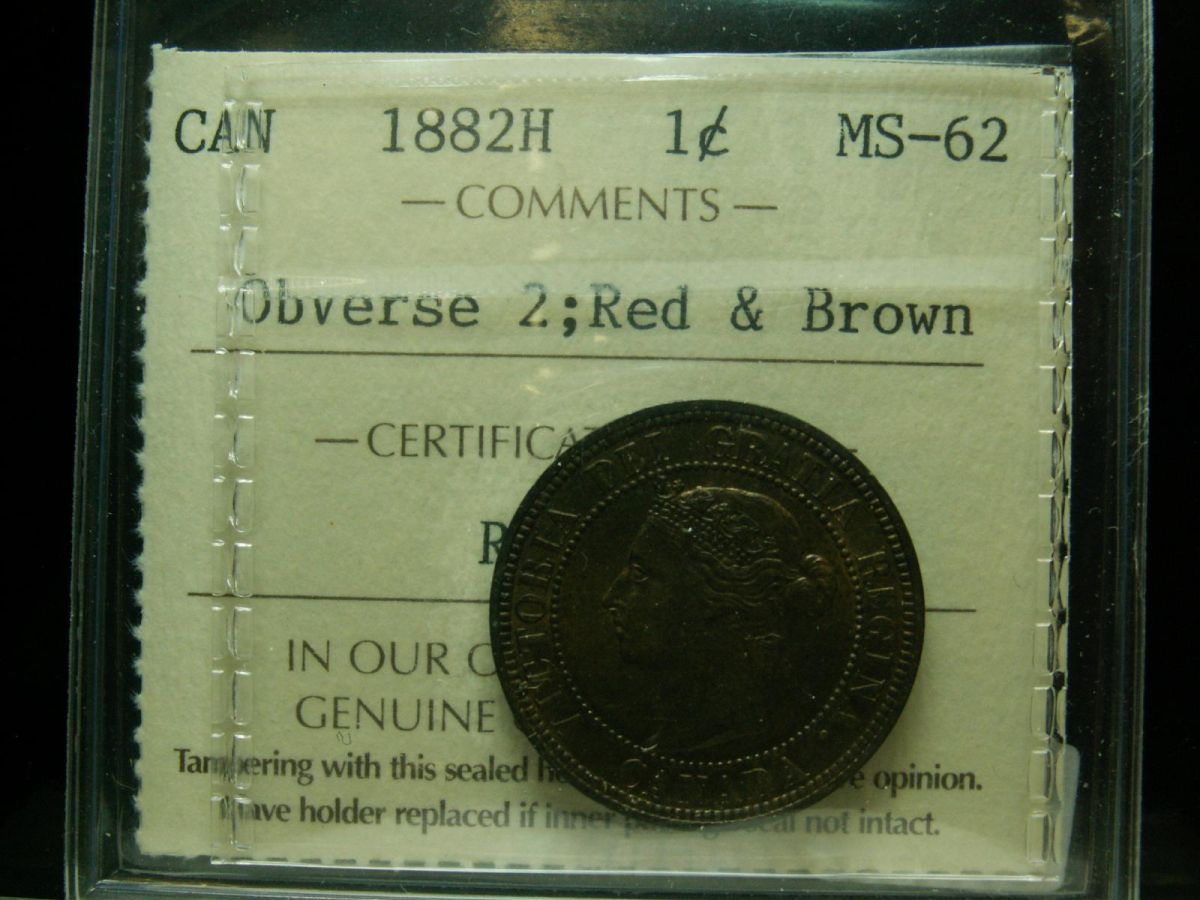 CAN 1882H 1¢ MS-62
— COMMENTS —
Obverse 2;Red & Brown
— CERTIFICA
R
IN OUR O
GENUINE
Tampering with this sealed e opinion.
Have holder replaced if inner seal not intact.
VICTORIA DEI GRATIA REGINA.
CANADA